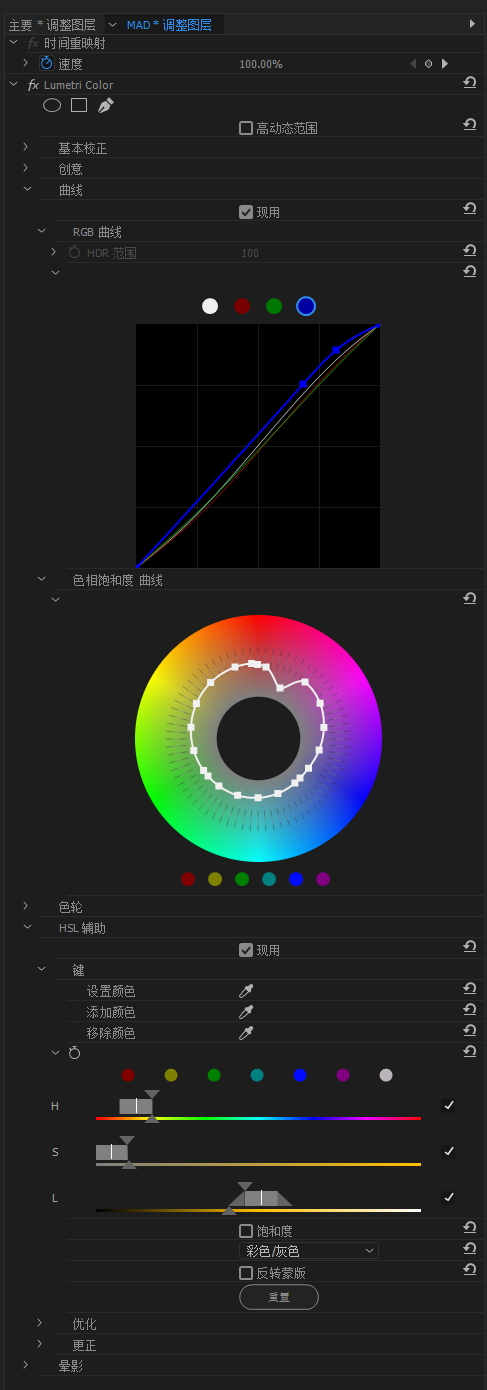 主要 * 调整图层 MAD * 调整图层
fx 时间重映射
速度 100.00%
fx Lumetri Color
高动态范围
基本校正
创意
曲线
现用
RGB 曲线
HDR 范围 100
色相饱和度 曲线
色轮
HSL 辅助
现用
键
设置颜色
添加颜色
移除颜色
H
S
L
饱和度
彩色/灰色
反转蒙版
重置
优化
更正
晕影